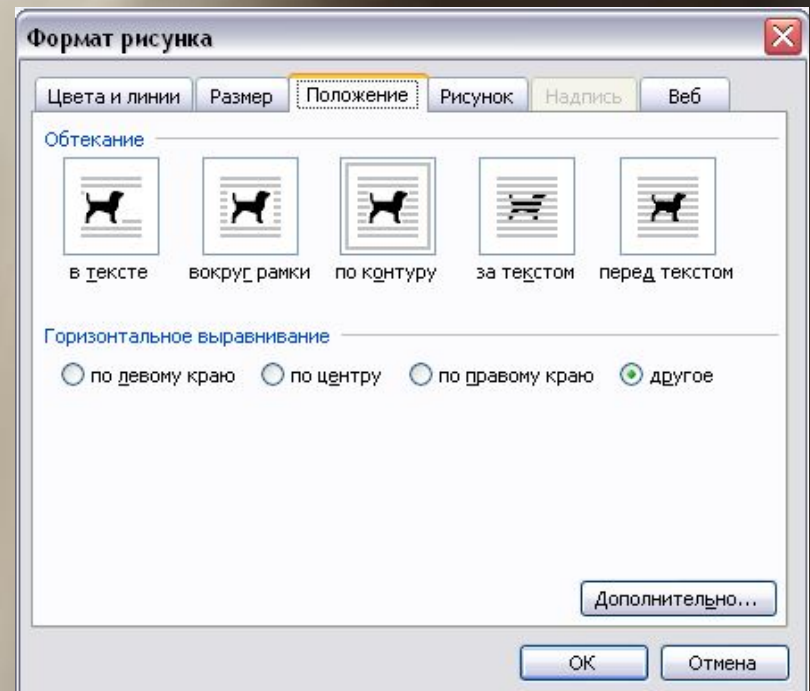 Формат рисунка
Цвета и линии Размер Положение Рисунок Надпись Веб
Обтекание
в тексте вокруг рамки по контуру за текстом перед текстом
Горизонтальное выравнивание
по левому краю по центру по правому краю другое
Дополнительно...
ОК Отмена